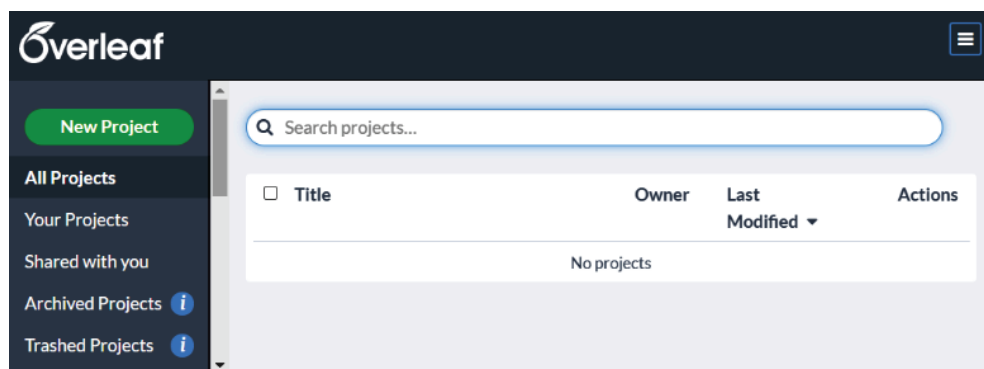 Overleaf
New Project
All Projects
Your Projects
Shared with you
Archived Projects i
Trashed Projects i
Search projects...
Title Owner Last Modified Actions
No projects